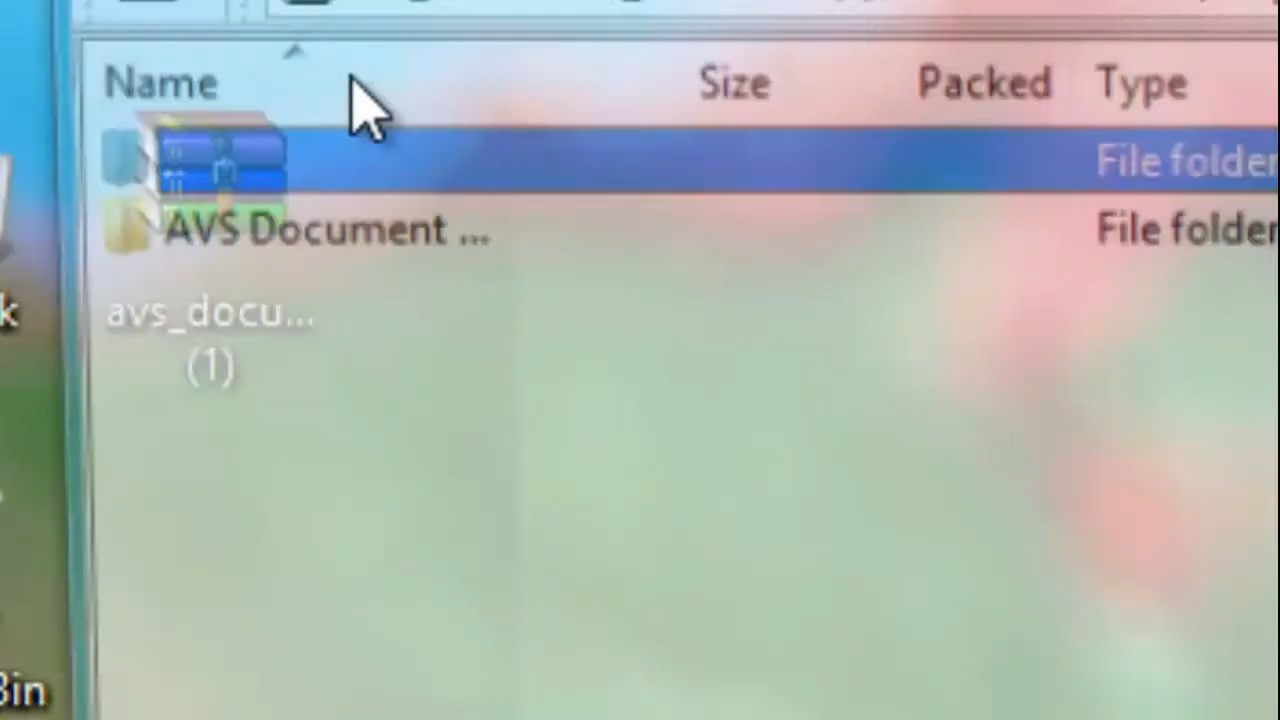 Name Size Packed Type
File folder
AVS Document ... File folder
avs_docu...
(1)
k
Bin